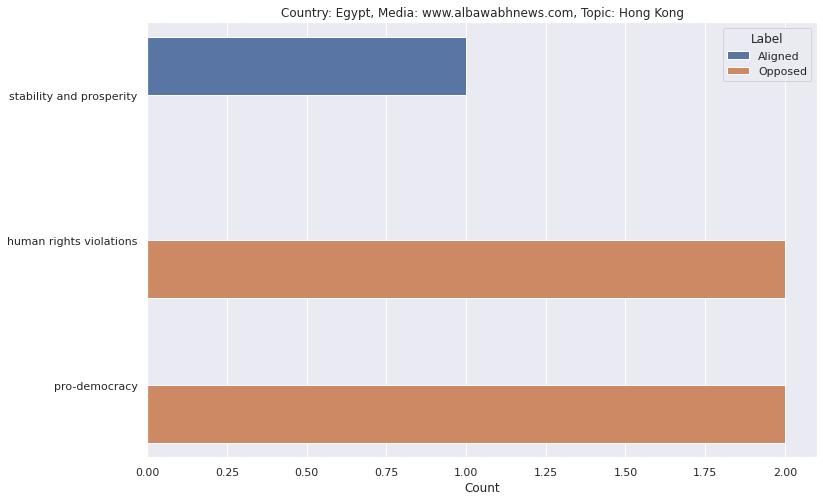 Country: Egypt, Media: www.albawabhnews.com, Topic: Hong Kong
Label
Aligned
Opposed
stability and prosperity
human rights violations
pro-democracy
0.00 0.25 0.50 0.75 1.00 1.25 1.50 1.75 2.00
Count